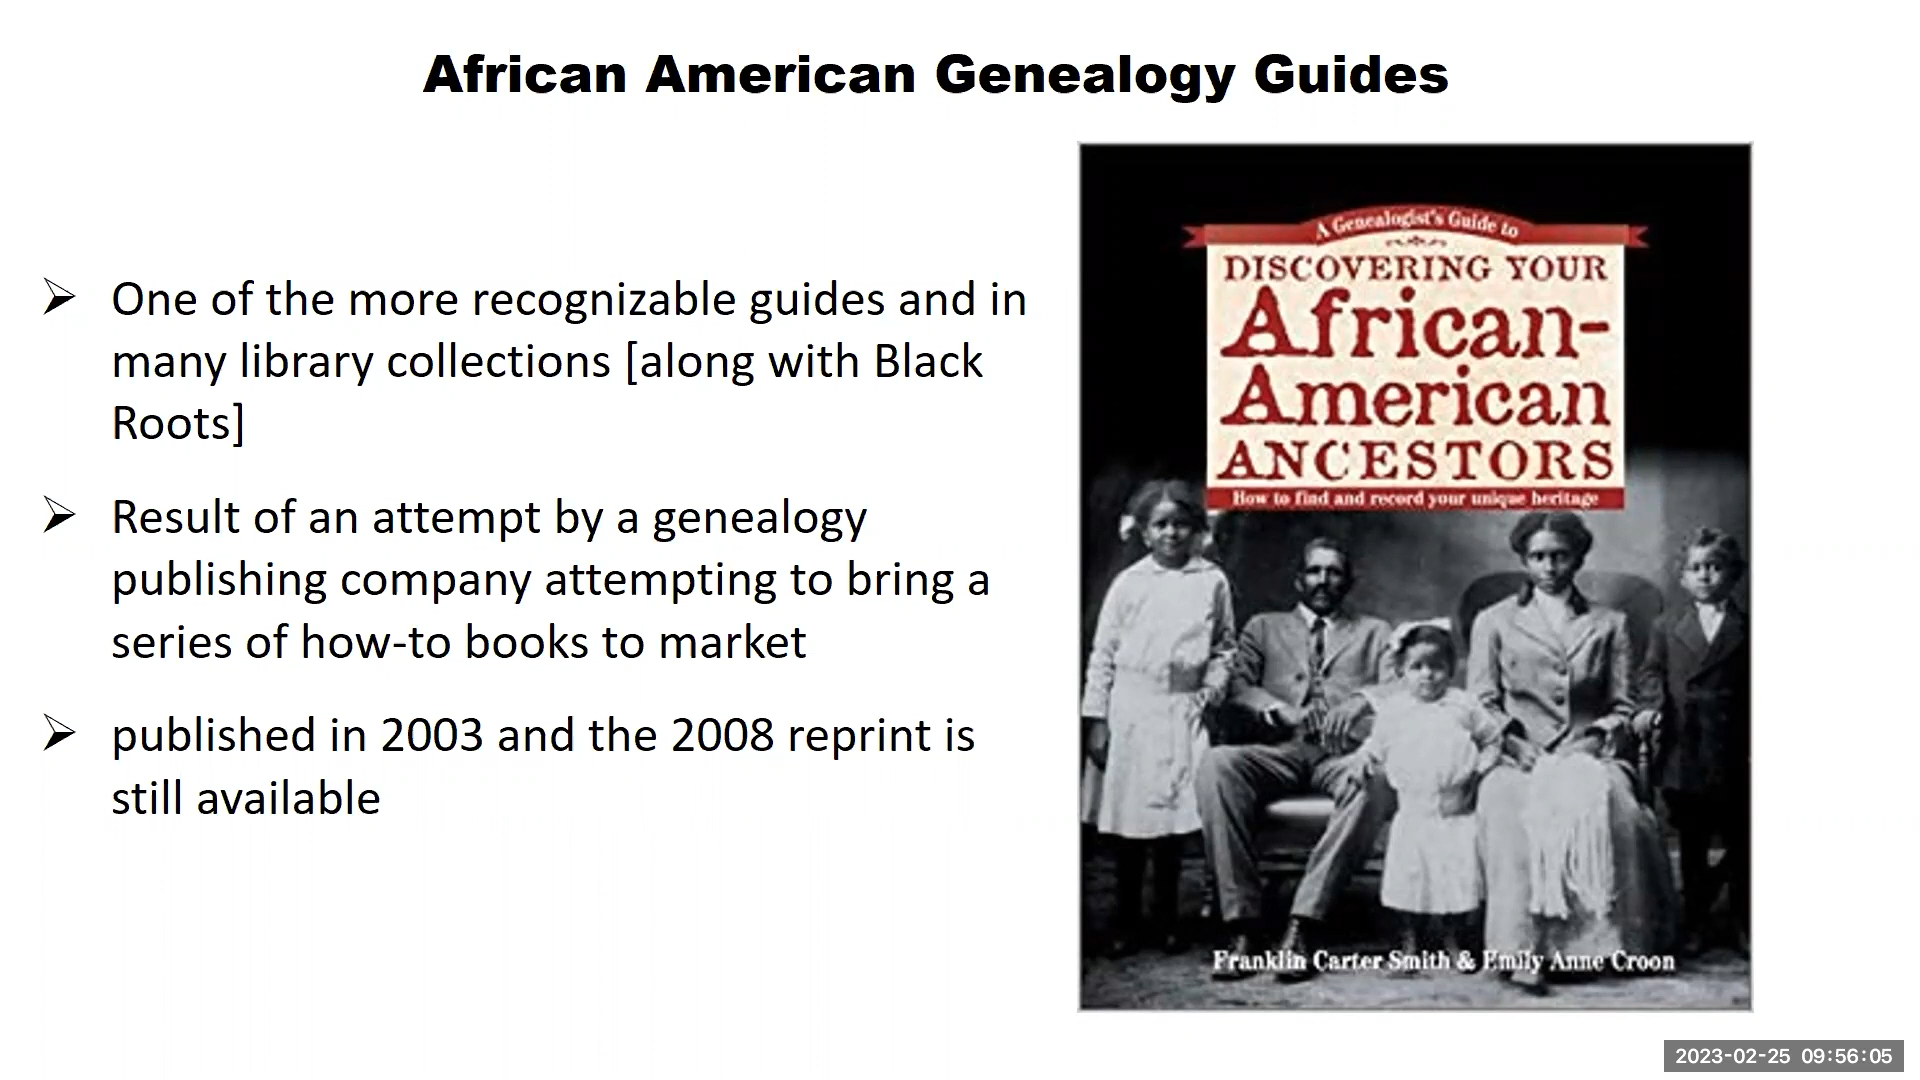 African American Genealogy Guides
One of the more recognizable guides and in
many library collections [along with Black
Roots]
Result of an attempt by a genealogy
publishing company attempting to bring a
series of how-to books to market
published in 2003 and the 2008 reprint is
still available
A Genealogist's Guide to
DISCOVERING YOUR
African-
American
ANCESTORS
How to find and record your unique heritage
Franklin Carter Smith & Emily Anne Croon
2023-02-25 09:56:05